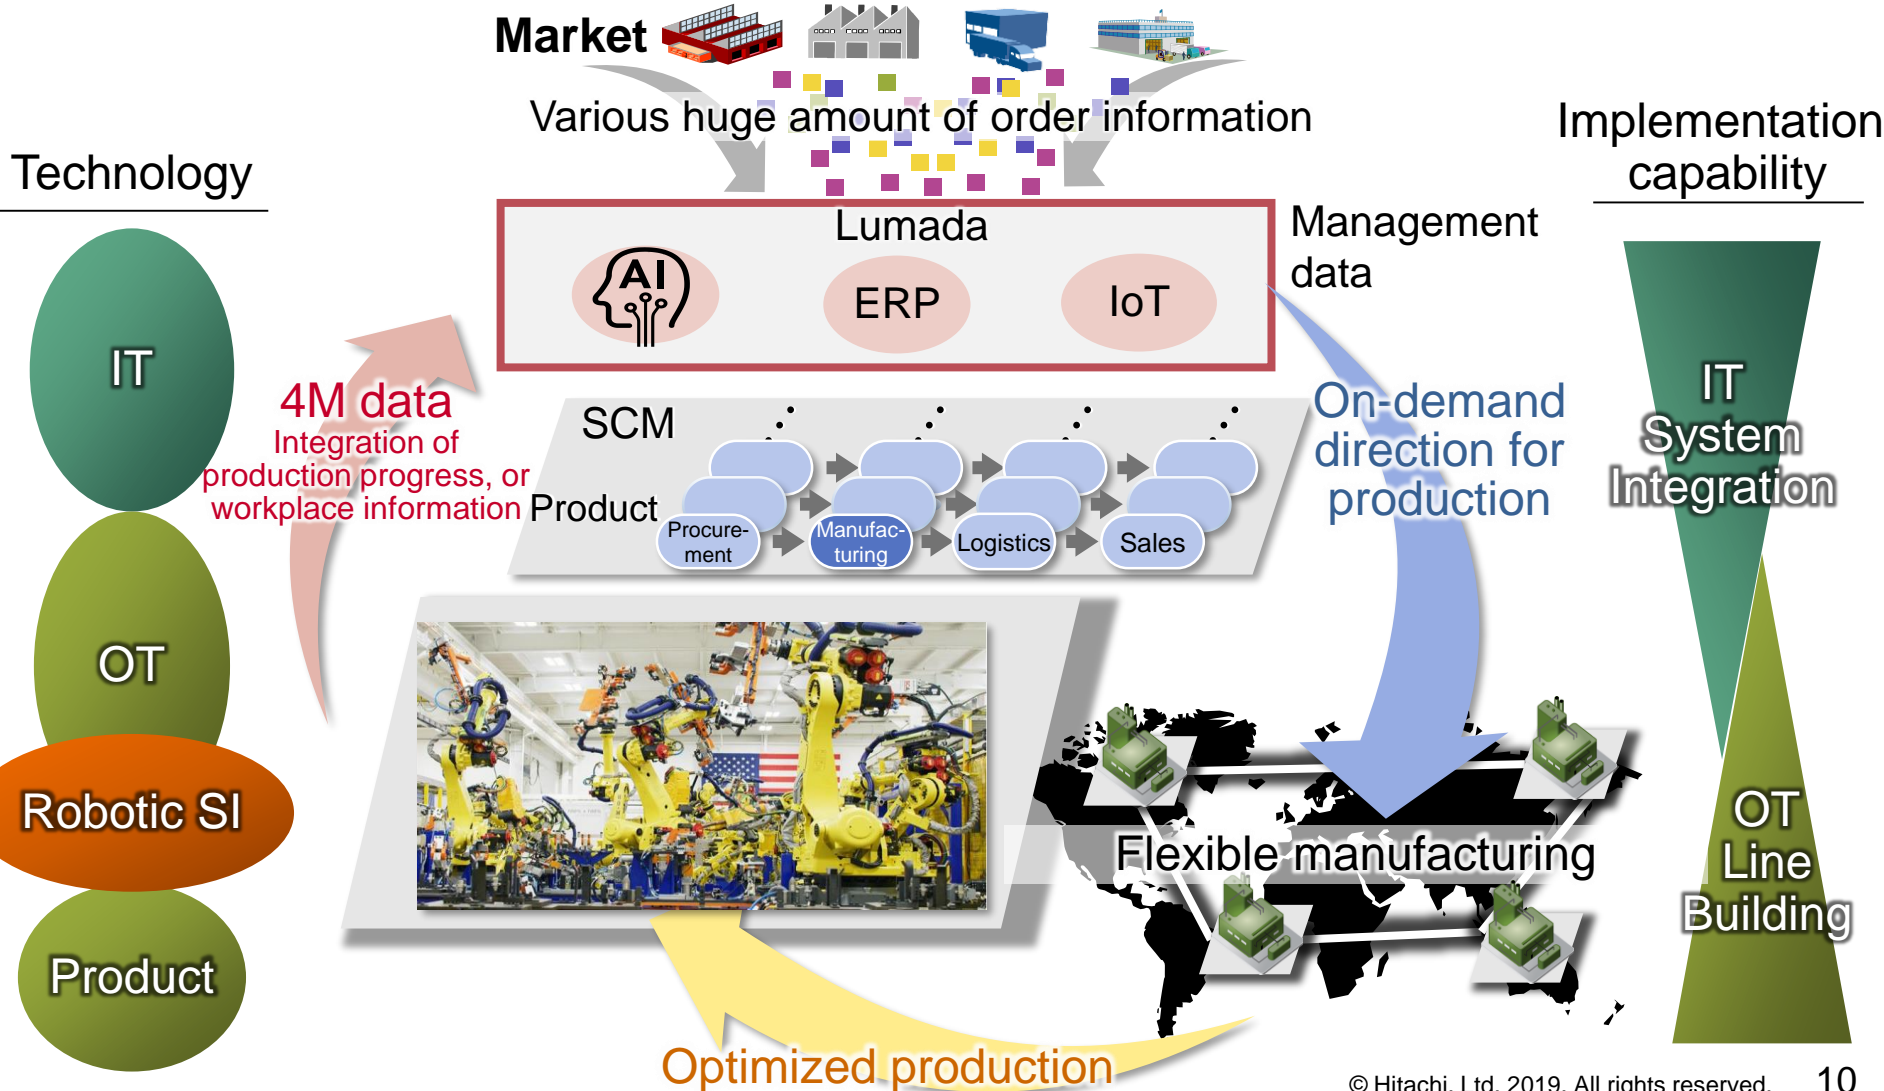 Market
Various huge amount of order information
Technology
Implementation
capability
Lumada
AI
ERP
IoT
Management
data
IT
4M data
Integration of
production progress, or
workplace information
SCM
Product
Procure-
ment
Manufac-
turing
Logistics
Sales
On-demand
direction for
production
IT
System
Integration
OT
Robotic SI
Product
Flexible manufacturing
OT
Line
Building
Optimized production
© Hitachi, Ltd. 2019. All rights reserved.
10